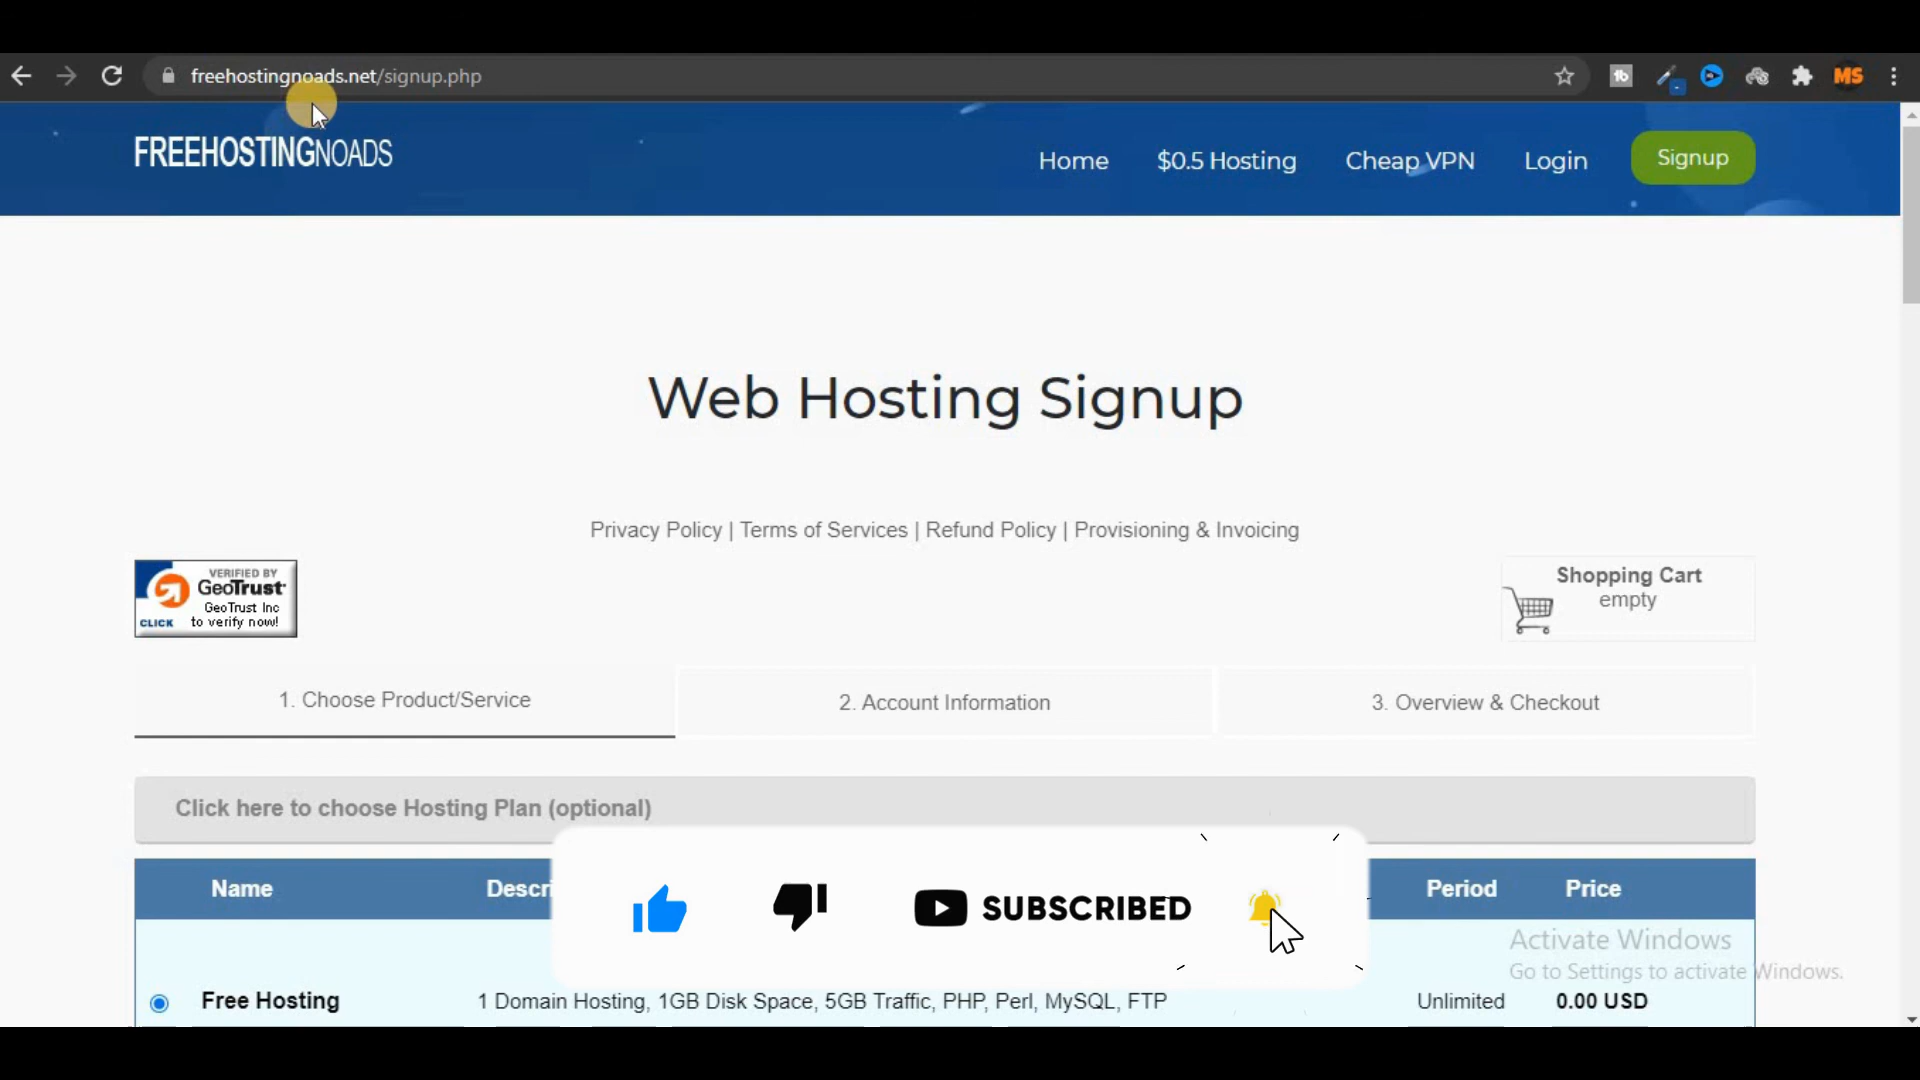 freehostingnoads.net/signup.php
MS
FREEHOSTINGNOADS
Home
$0.5 Hosting
Cheap VPN
Login
Signup
Web Hosting Signup
Privacy Policy | Terms of Services | Refund Policy | Provisioning & Invoicing
VERIFIED BY
GeoTrust
GeoTrust Inc
CLICK to verify now!
Shopping Cart
empty
1. Choose Product/Service
2. Account Information
3. Overview & Checkout
Click here to choose Hosting Plan (optional)
Name
Descri
Period
Price
SUBSCRIBED
Activate Windows
Go to Settings to activate Windows.
Free Hosting
1 Domain Hosting, 1GB Disk Space, 5GB Traffic, PHP, Perl, MySQL, FTP
Unlimited
0.00 USD